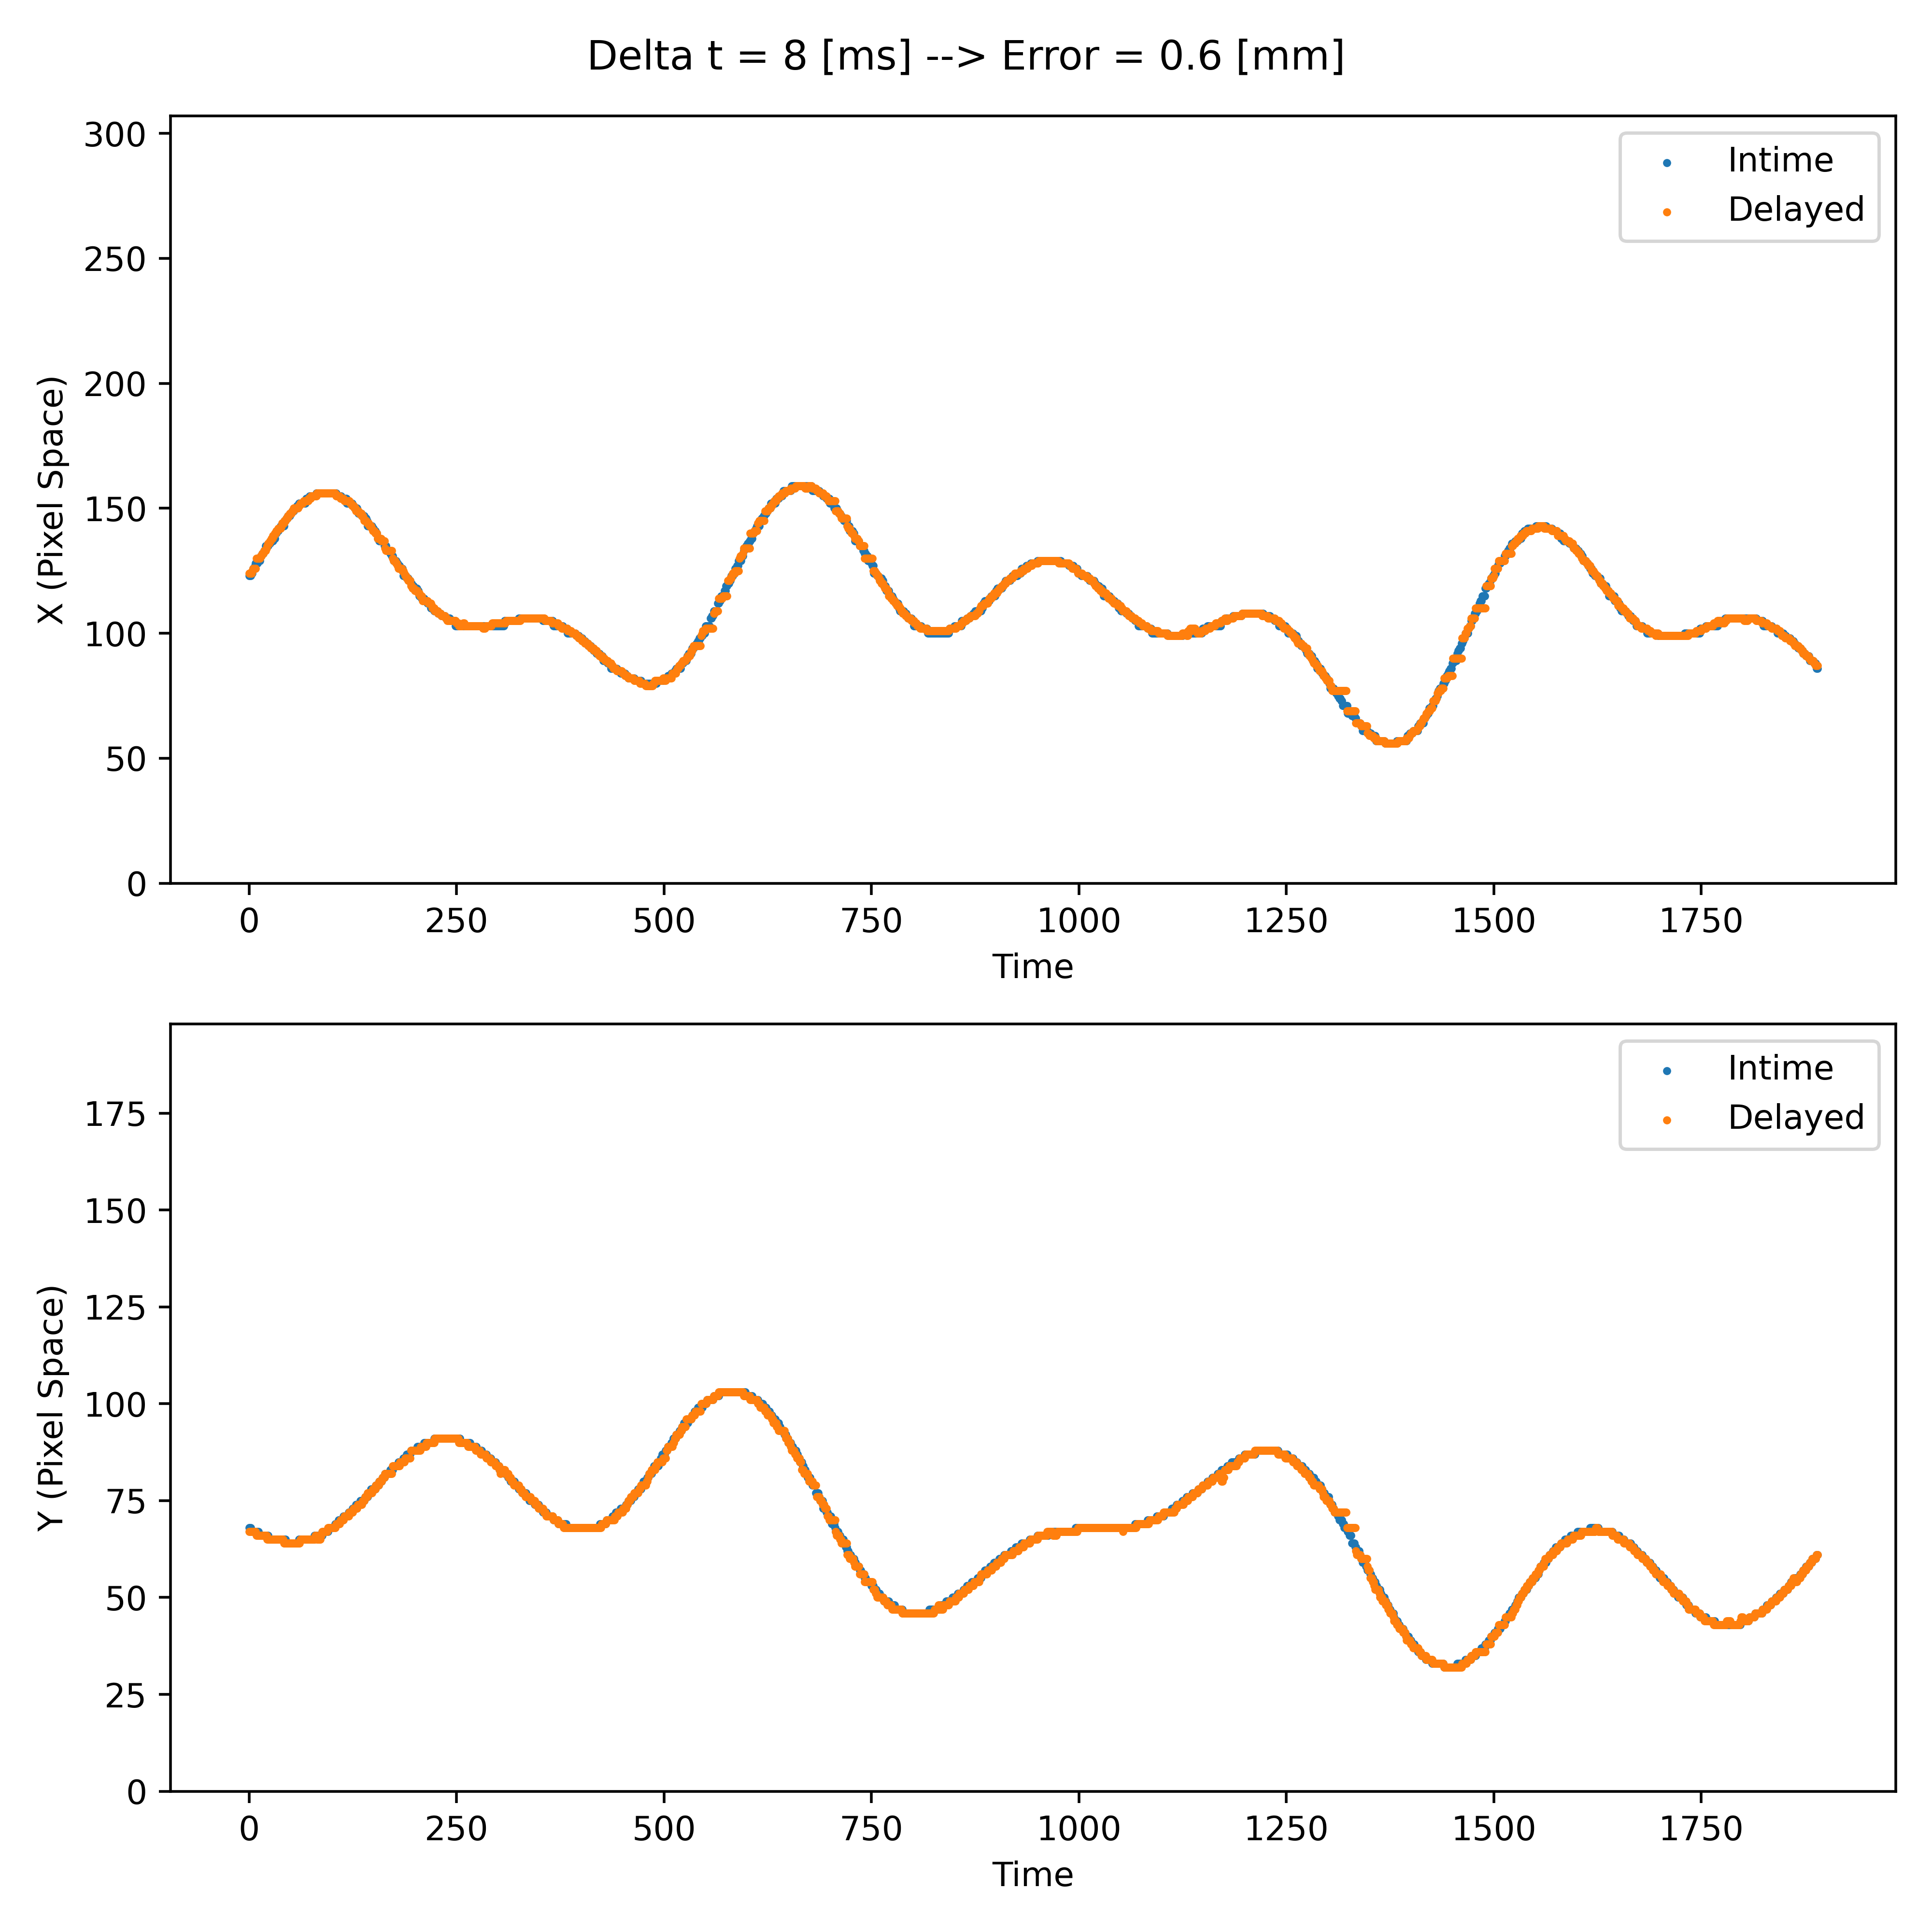 Delta t = 8 [ms] --> Error = 0.6 [mm]
300
250
200
150
100
50
0
X (Pixel Space)
Intime
Delayed
0 250 500 750 1000 1250 1500 1750
Time
175
150
125
100
75
50
25
0
Y (Pixel Space)
Intime
Delayed
0 250 500 750 1000 1250 1500 1750
Time